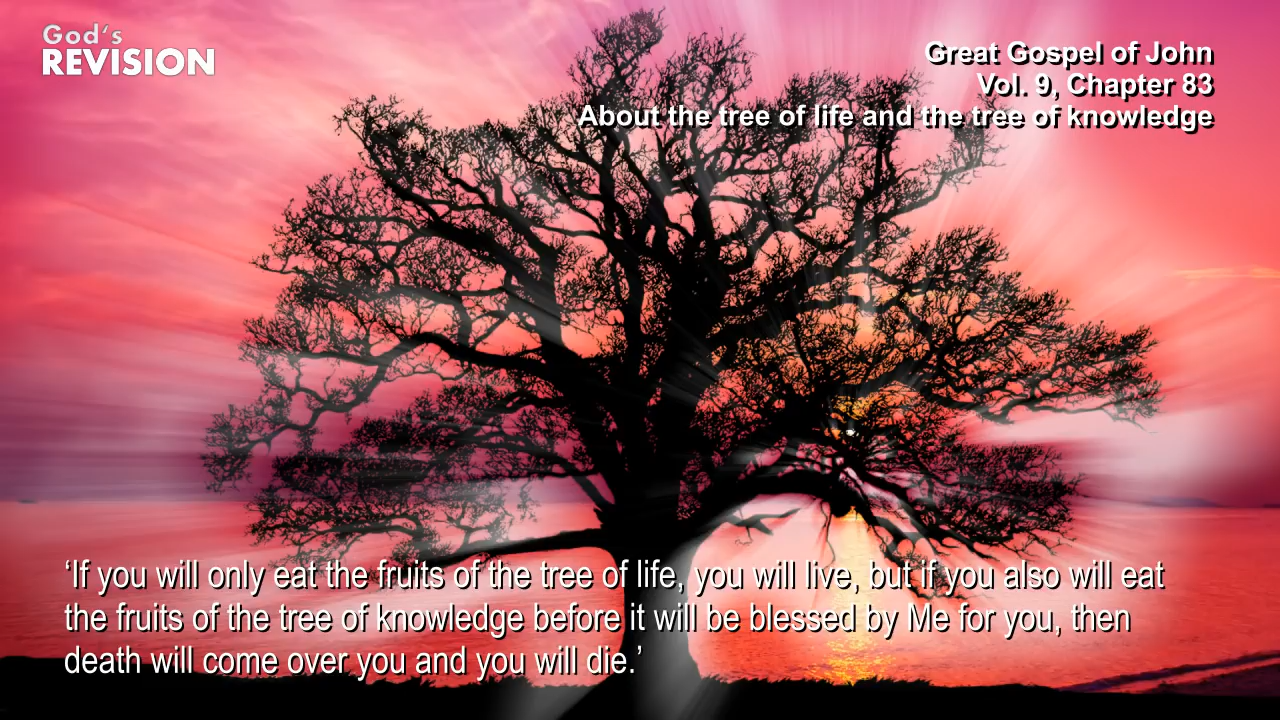 God's
REVISION
Great Gospel of John
Vol. 9, Chapter 83
About the tree of life and the tree of knowledge
‘If you will only eat the fruits of the tree of life, you will live, but if you also will eat
the fruits of the tree of knowledge before it will be blessed by Me for you, then
death will come over you and you will die.’